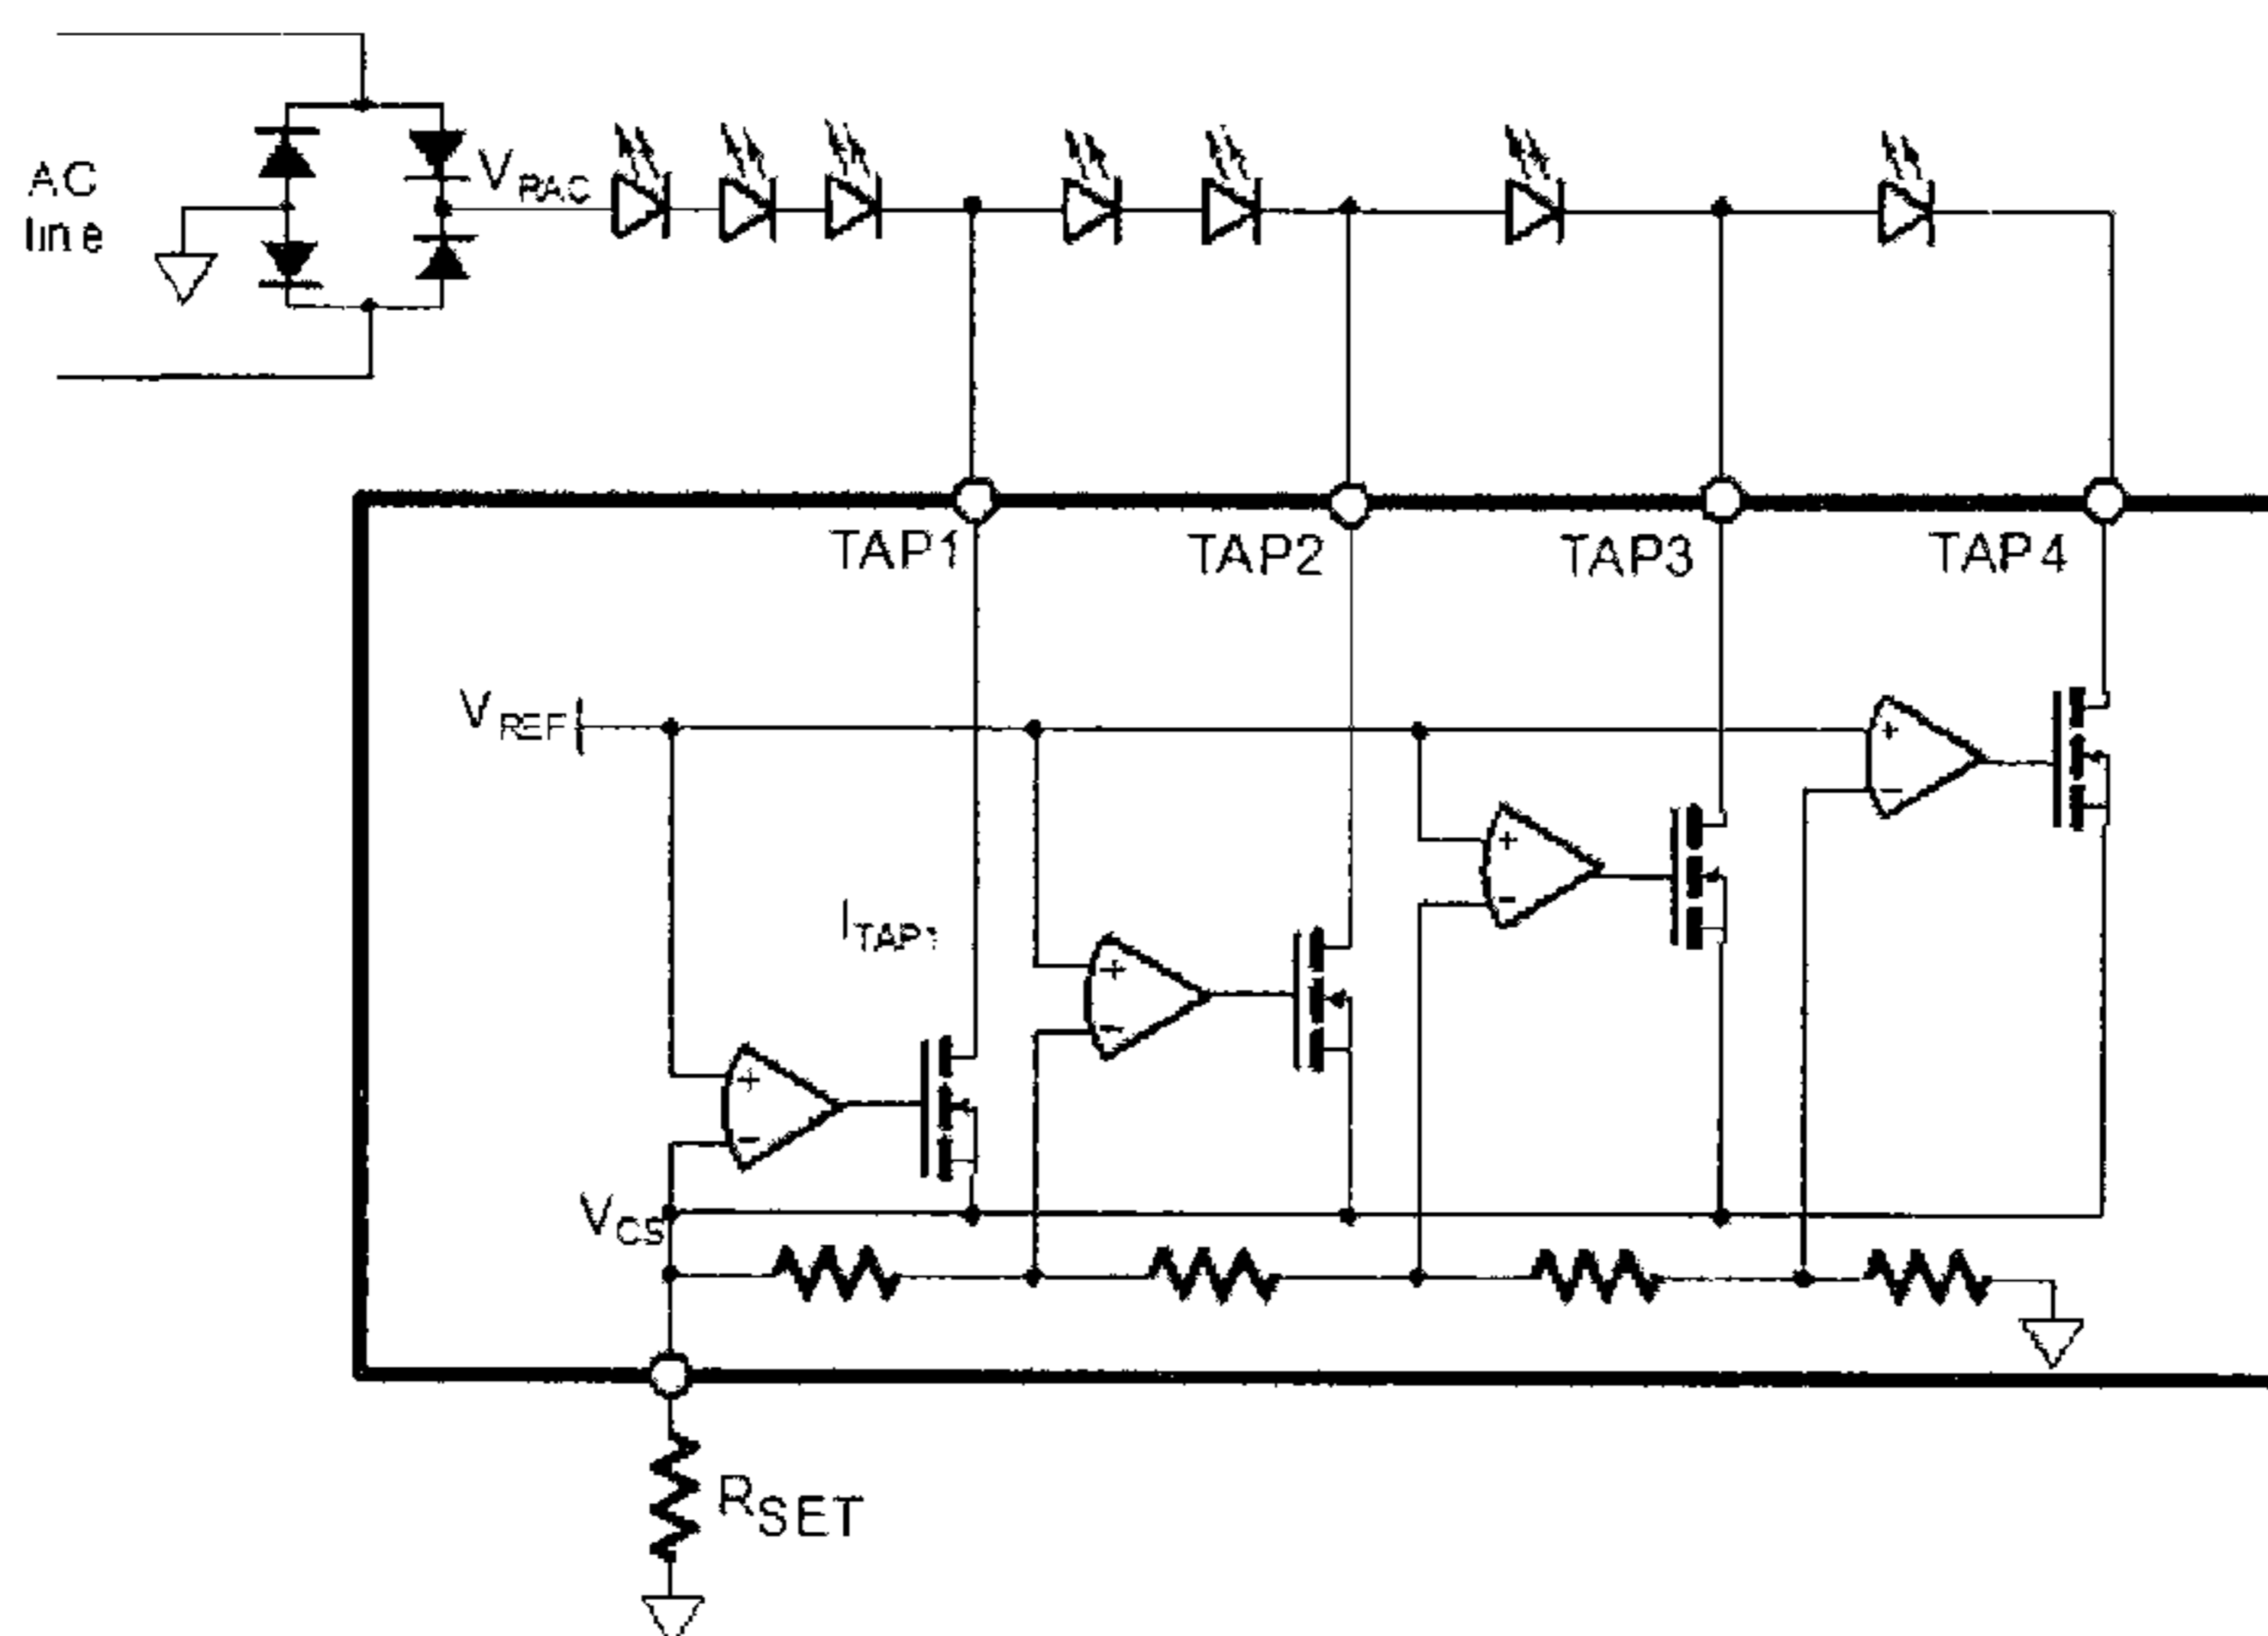 AC
line
VRAC
TAP1
TAP2
TAP3
TAP4
VREF
+
−
+
−
+
−
+
−
ITAP1
VCS
RSET